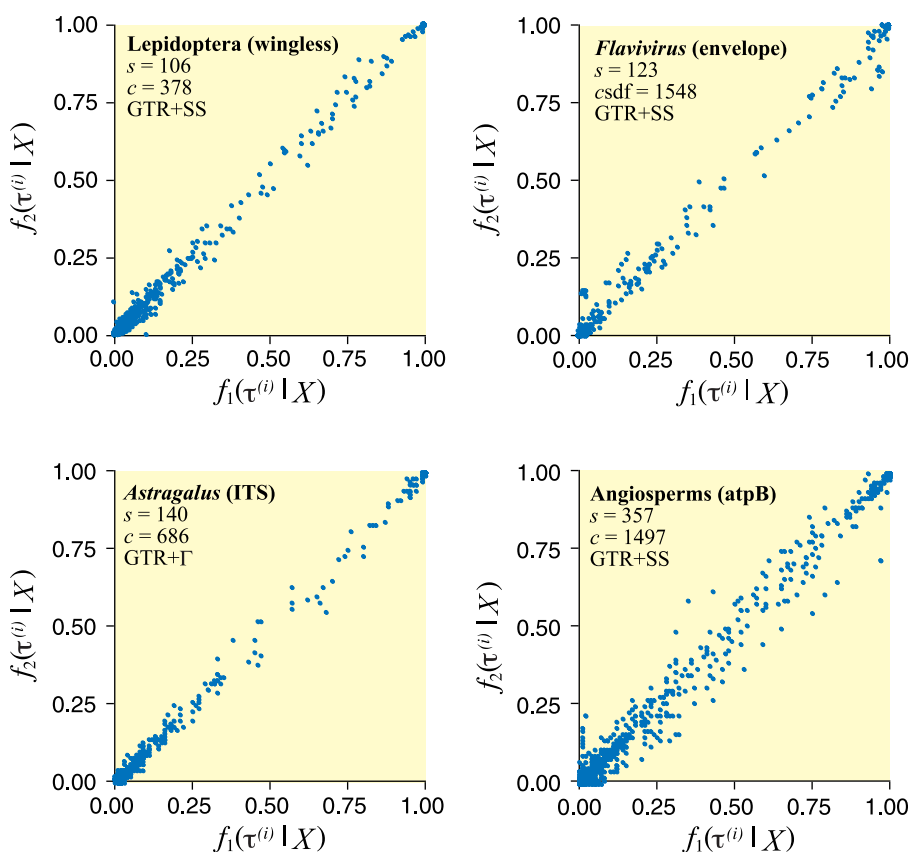 1.00
0.75
0.50
0.25
0.00
f₂(τ⁽ⁱ⁾ | X)
Lepidoptera (wingless)
s = 106
c = 378
GTR+SS
0.00 0.25 0.50 0.75 1.00
f₁(τ⁽ⁱ⁾ | X)
1.00
0.75
0.50
0.25
0.00
f₂(τ⁽ⁱ⁾ | X)
Flavivirus (envelope)
s = 123
csdf = 1548
GTR+SS
0.00 0.25 0.50 0.75 1.00
f₁(τ⁽ⁱ⁾ | X)
1.00
0.75
0.50
0.25
0.00
f₂(τ⁽ⁱ⁾ | X)
Astragalus (ITS)
s = 140
c = 686
GTR+Γ
0.00 0.25 0.50 0.75 1.00
f₁(τ⁽ⁱ⁾ | X)
1.00
0.75
0.50
0.25
0.00
f₂(τ⁽ⁱ⁾ | X)
Angiosperms (atpB)
s = 357
c = 1497
GTR+SS
0.00 0.25 0.50 0.75 1.00
f₁(τ⁽ⁱ⁾ | X)